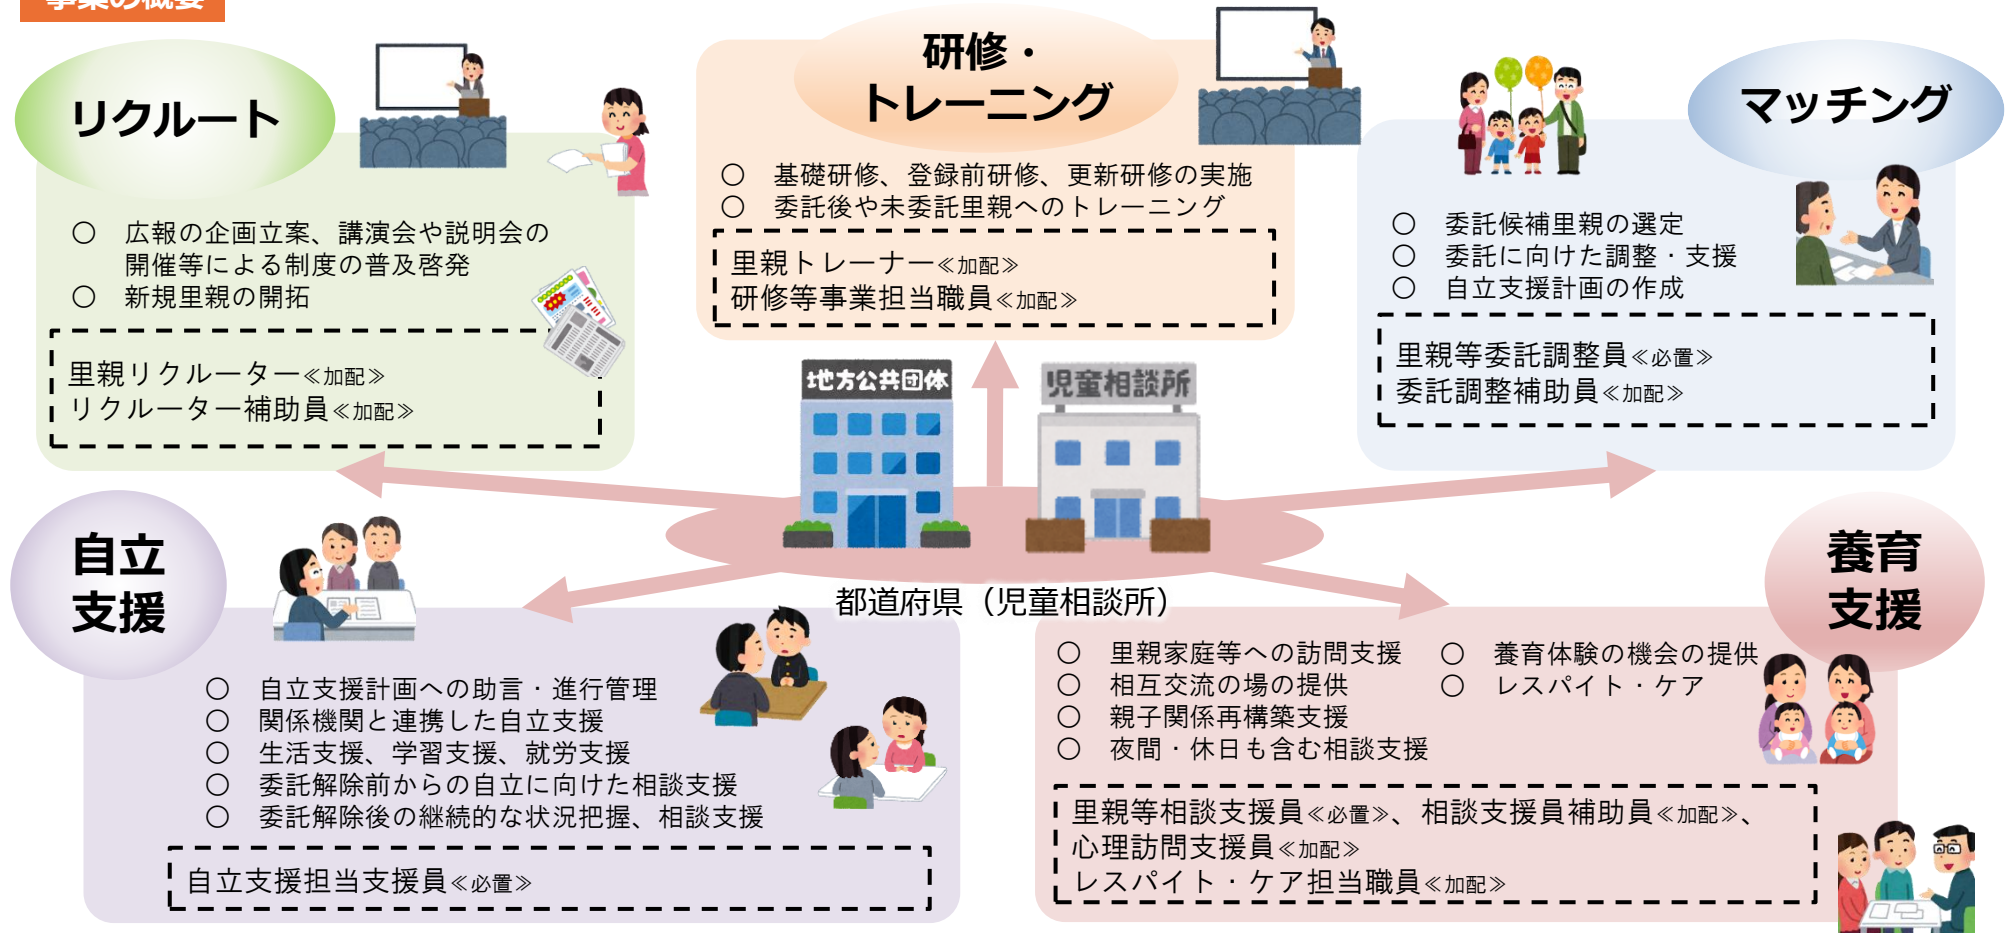 事業の概要
リクルート
〇 広報の企画立案、講演会や説明会の
開催等による制度の普及啓発
〇 新規里親の開拓
里親リクルーター≪加配≫
リクルーター補助員≪加配≫
研修・
トレーニング
〇 基礎研修、登録前研修、更新研修の実施
〇 委託後や未委託里親へのトレーニング
里親トレーナー≪加配≫
研修等事業担当職員≪加配≫
マッチング
〇 委託候補里親の選定
〇 委託に向けた調整・支援
〇 自立支援計画の作成
里親等委託調整員≪必置≫
委託調整補助員≪加配≫
地方公共団体
児童相談所
都道府県（児童相談所）
自立
支援
〇 自立支援計画への助言・進行管理
〇 関係機関と連携した自立支援
〇 生活支援、学習支援、就労支援
〇 委託解除前からの自立に向けた相談支援
〇 委託解除後の継続的な状況把握、相談支援
自立支援担当支援員≪必置≫
養育
支援
〇 里親家庭等への訪問支援
〇 相互交流の場の提供
〇 親子関係再構築支援
〇 夜間・休日も含む相談支援
〇 養育体験の機会の提供
〇 レスパイト・ケア
里親等相談支援員≪必置≫、相談支援員補助員≪加配≫、
心理訪問支援員≪加配≫
レスパイト・ケア担当職員≪加配≫